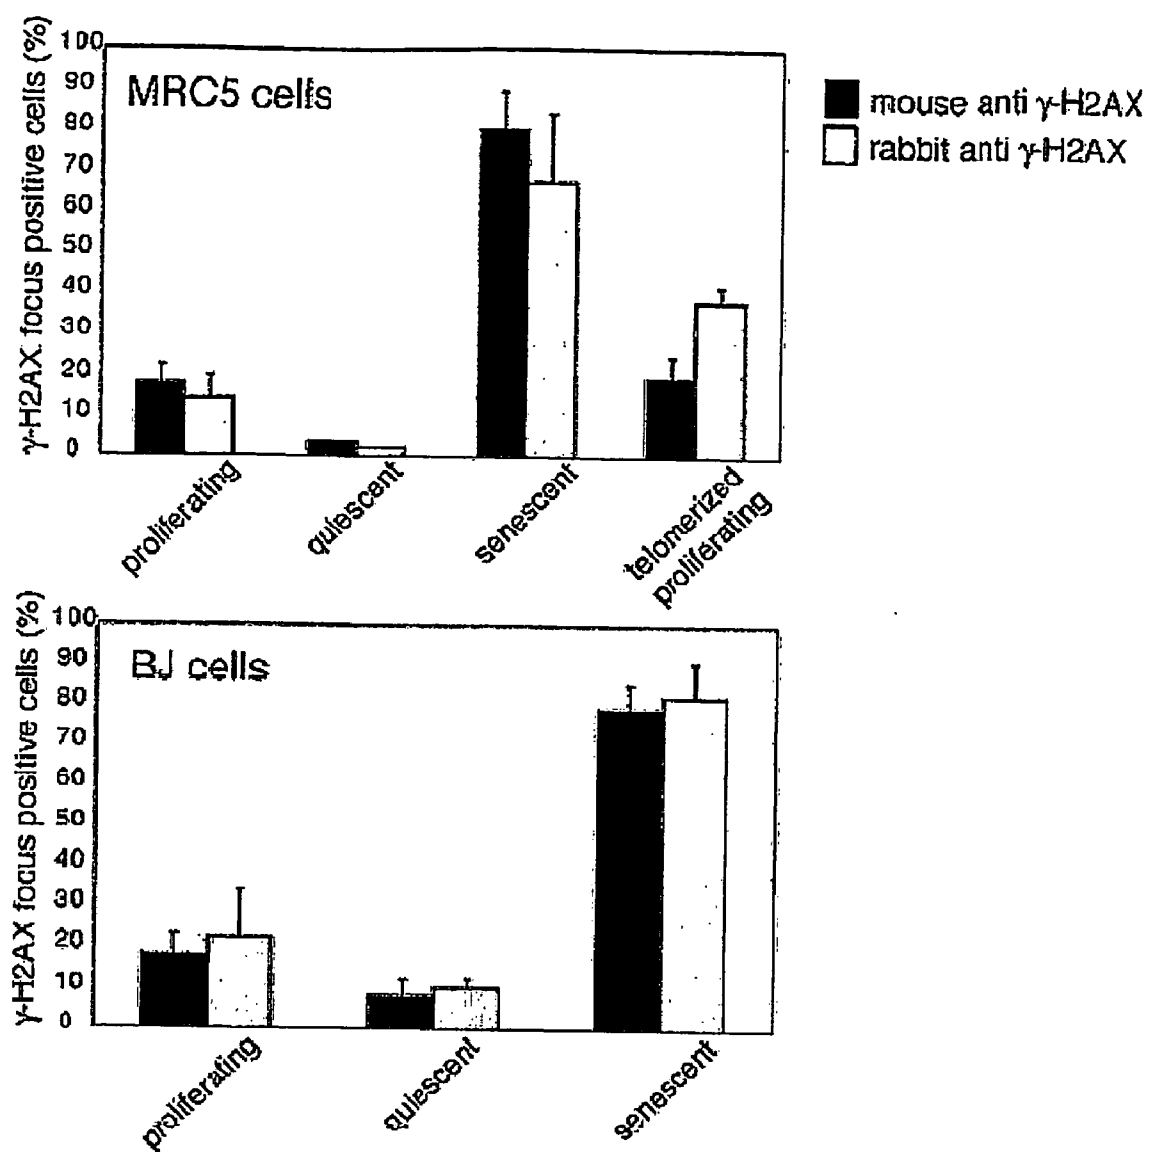 γ-H2AX focus positive cells (%)
100
90
80
70
60
50
40
30
20
10
0
MRC5 cells
mouse anti γ-H2AX
rabbit anti γ-H2AX
proliferating
quiescent
senescent
telomerized
proliferating
γ-H2AX focus positive cells (%)
100
90
80
70
60
50
40
30
20
10
0
BJ cells
proliferating
quiescent
senescent